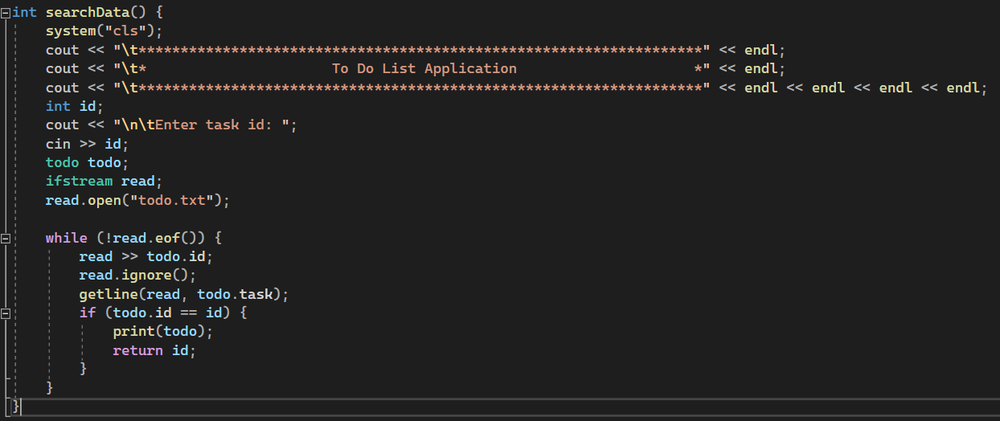 int searchData() {
    system("cls");
    cout << "\t*******************************************************************" << endl;
    cout << "\t*                      To Do List Application                     *" << endl;
    cout << "\t*******************************************************************" << endl << endl << endl << endl;
    int id;
    cout << "\n\tEnter task id: ";
    cin >> id;
    todo todo;
    ifstream read;
    read.open("todo.txt");

    while (!read.eof()) {
        read >> todo.id;
        read.ignore();
        getline(read, todo.task);
        if (todo.id == id) {
            print(todo);
            return id;
        }
    }
}